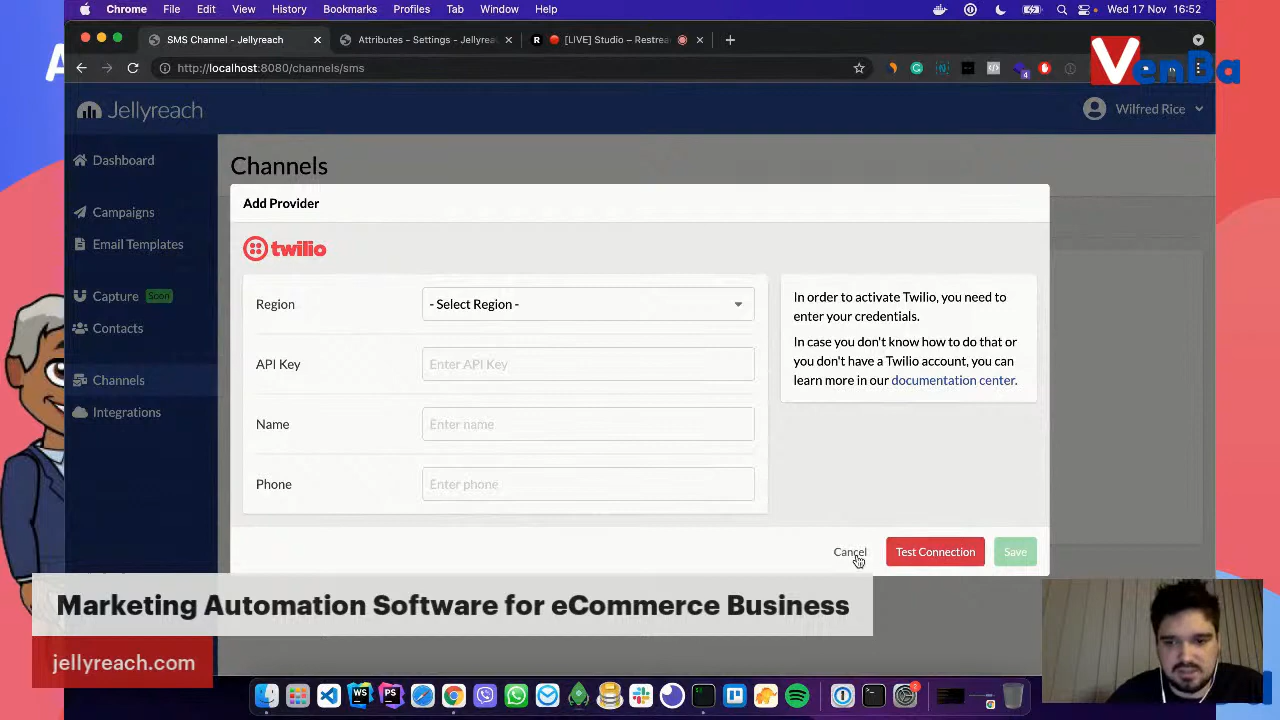 Chrome File Edit View History Bookmarks Profiles Tab Window Help Wed 17 Nov 16:52
SMS Channel - Jellyreach
Attributes - Settings - Jellyrea
[LIVE] Studio – Restrea
http://localhost:8080/channels/sms
VenBa
Jellyreach
Wilfred Rice
Dashboard
Campaigns
Email Templates
Capture Soon
Contacts
Channels
Integrations
Channels
Add Provider
twilio
Region
- Select Region -
API Key
Enter API Key
Name
Enter name
Phone
Enter phone
In order to activate Twilio, you need to
enter your credentials.
In case you don't know how to do that or
you don't have a Twilio account, you can
learn more in our documentation center.
Cancel
Test Connection
Save
Marketing Automation Software for eCommerce Business
jellyreach.com